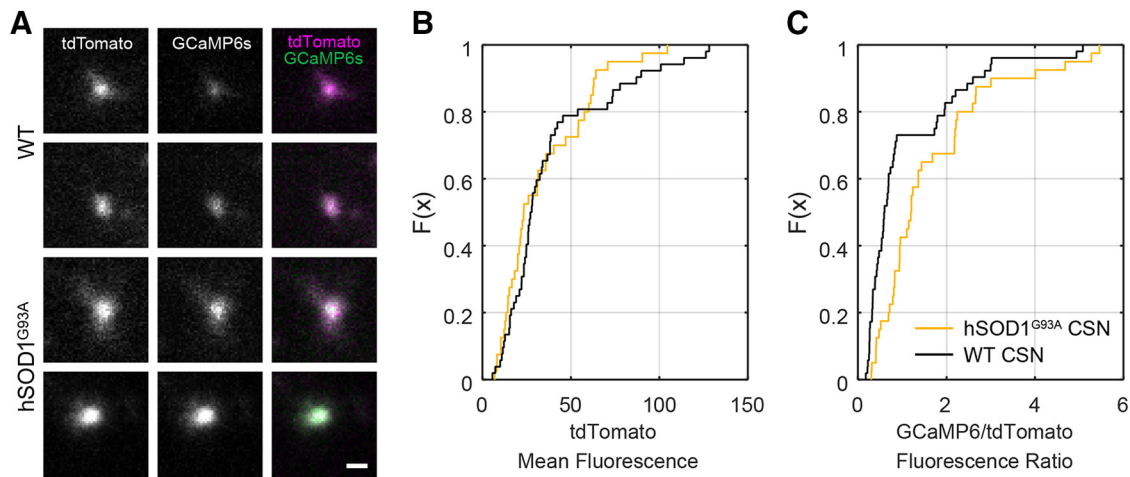 A
tdTomato GCaMP6s tdTomato
GCaMP6s
WT
hSOD1G93A
B
F(x)
1
0.8
0.6
0.4
0.2
0
0 50 100 150
tdTomato
Mean Fluorescence
C
F(x)
1
0.8
0.6
0.4
0.2
0
hSOD1G93A CSN
WT CSN
0 2 4 6
GCaMP6/tdTomato
Fluorescence Ratio